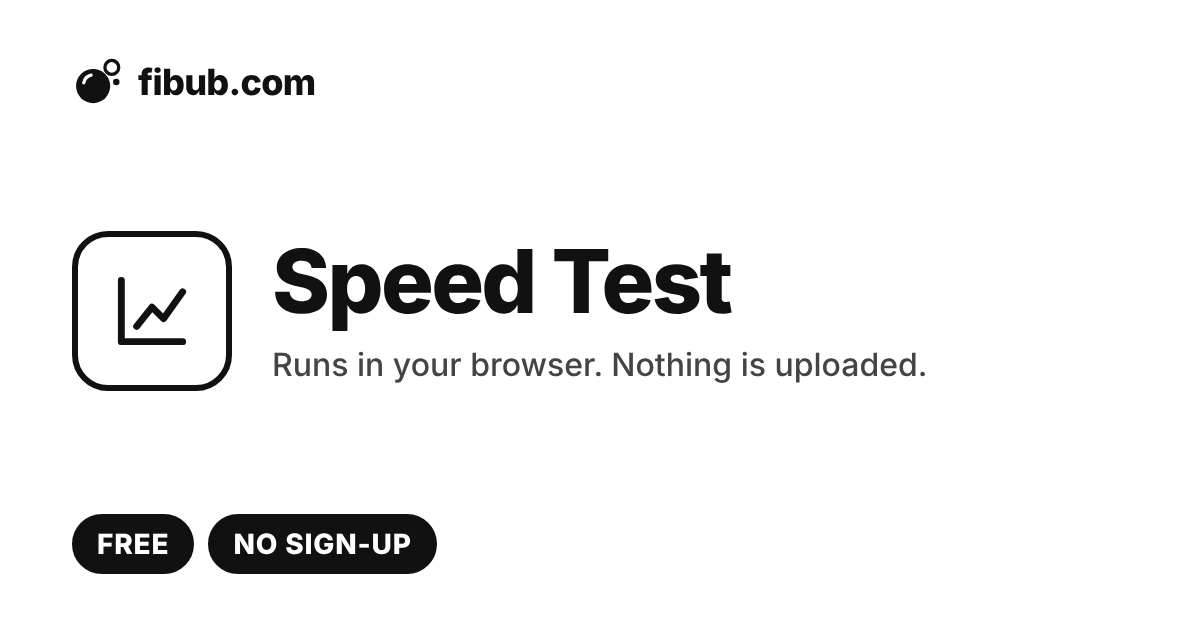 fibub.com
Speed Test
Runs in your browser. Nothing is uploaded.
FREE
NO SIGN-UP